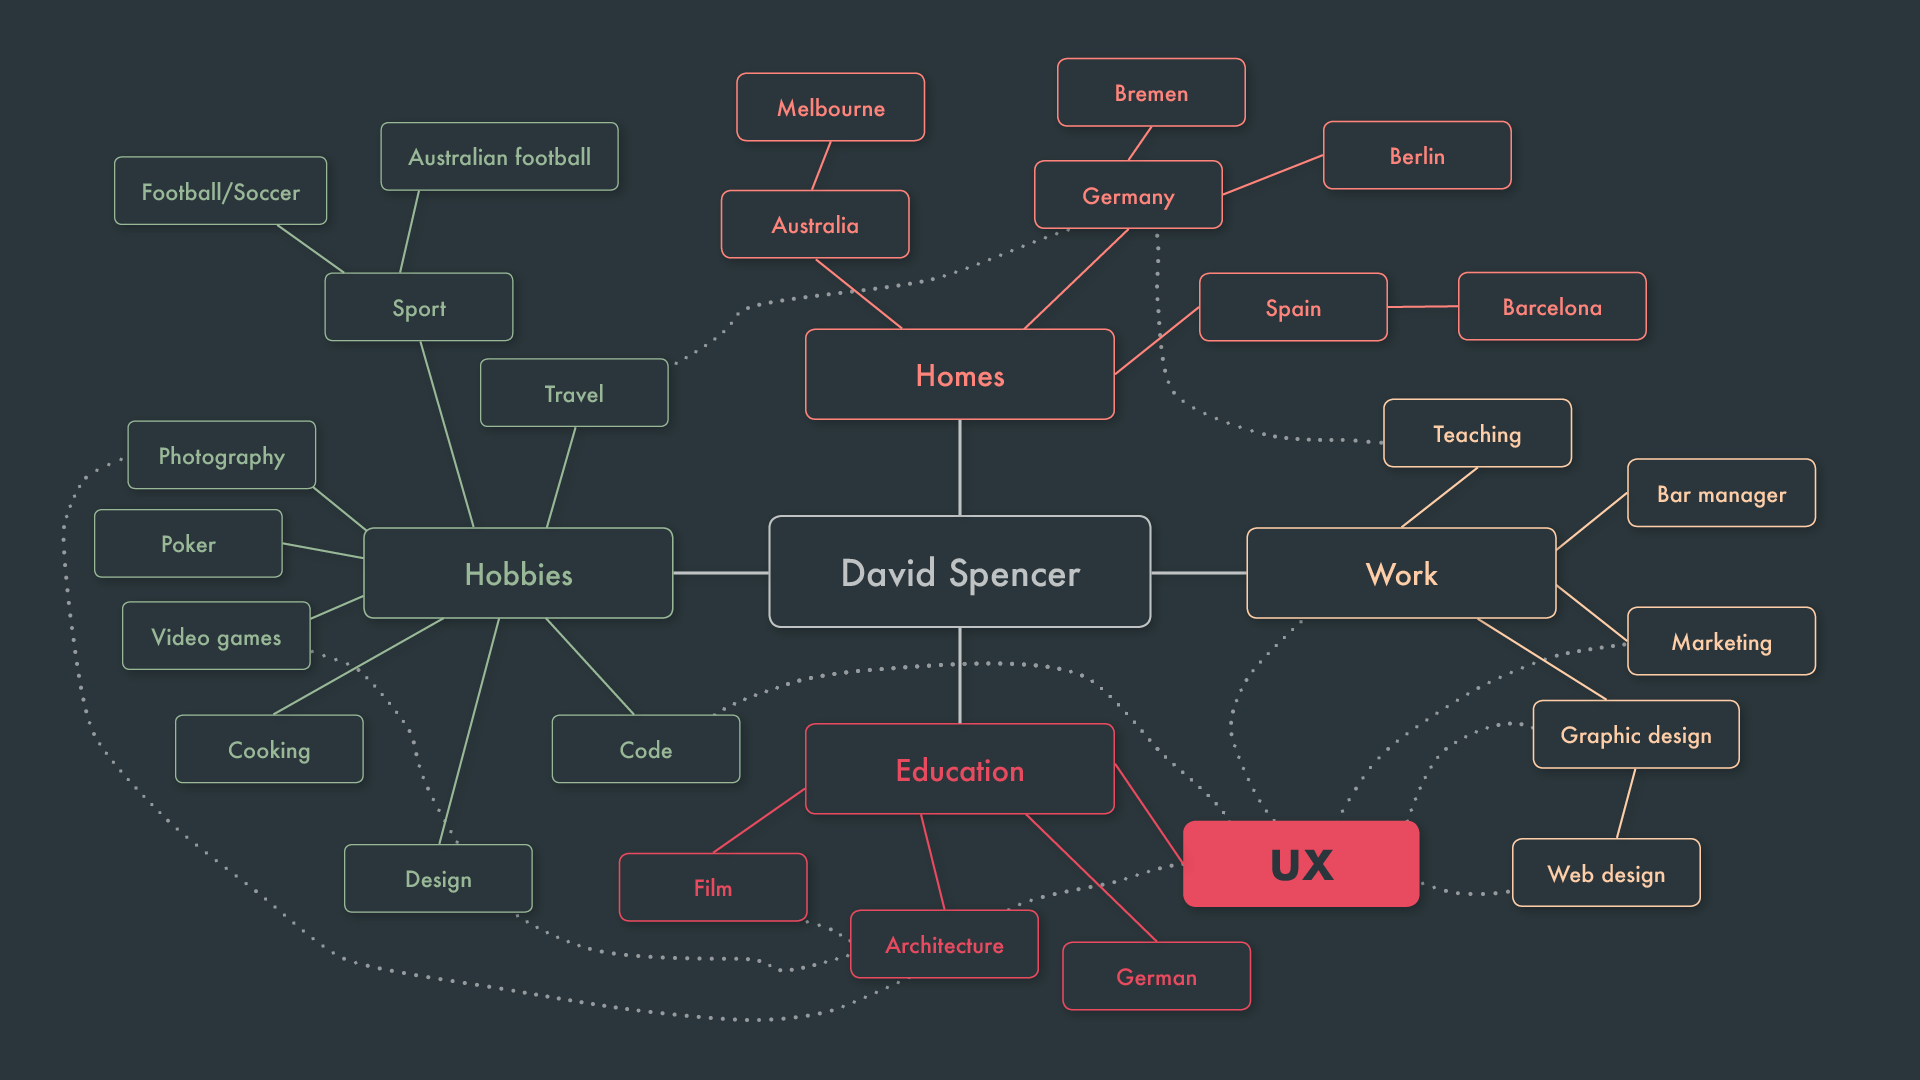 Bremen
Melbourne
Berlin
Australian football
Football/Soccer
Germany
Australia
Sport
Spain
Barcelona
Homes
Travel
Teaching
Photography
Bar manager
Poker
Hobbies
David Spencer
Work
Video games
Marketing
Graphic design
Cooking
Code
Education
UX
Web design
Design
Film
Architecture
German